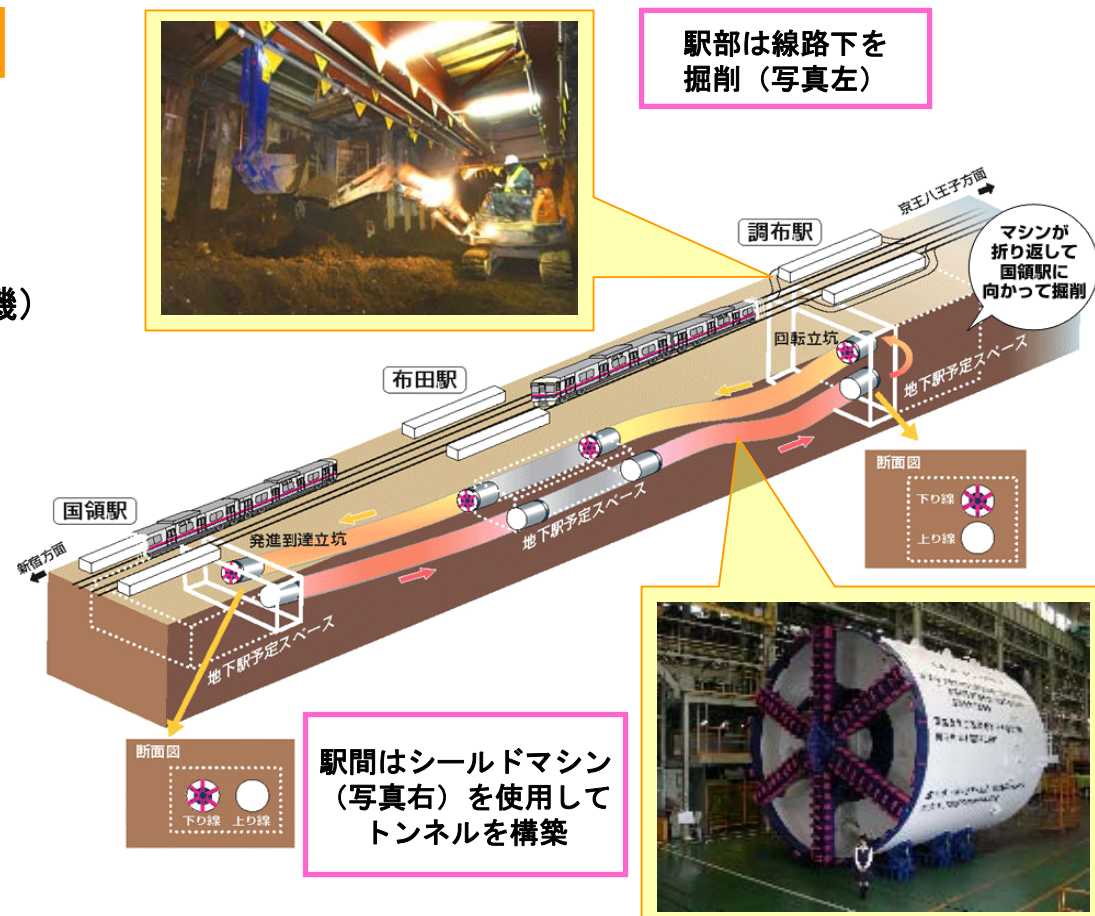 駅部は線路下を
掘削（写真左）
機）
京王八王子方面
調布駅
マシンが
折り返して
国領駅に
向かって掘削
回転立坑
地下駅予定スペース
布田駅
断面図
下り線
上り線
国領駅
発進到達立坑
地下駅予定スペース
新宿方面
地下駅予定スペース
断面図
下り線 上り線
駅間はシールドマシン
（写真右）を使用して
トンネルを構築